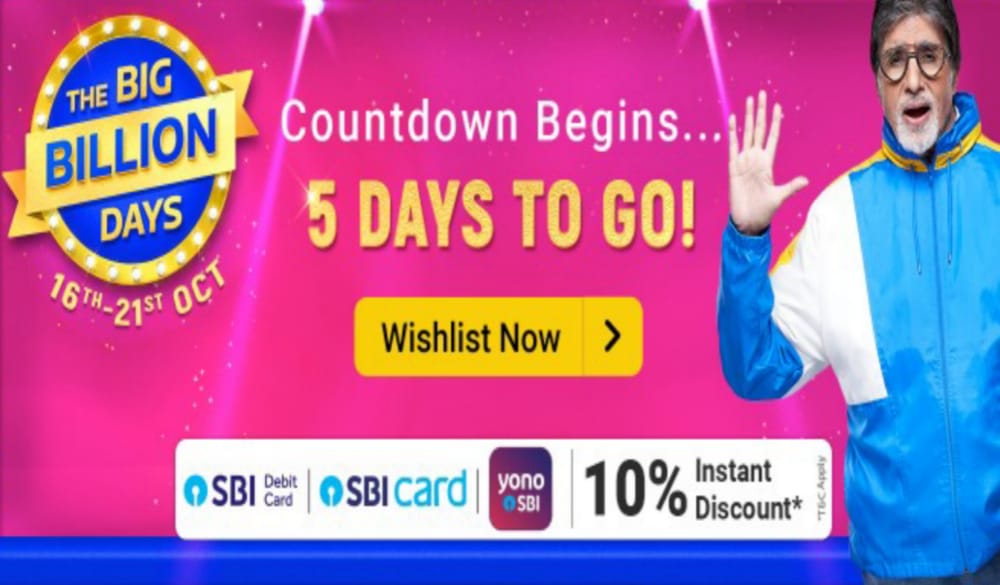 THE BIG
BILLION
DAYS
16TH-21ST OCT
Countdown Begins...
5 DAYS TO GO!
Wishlist Now
SBI Debit Card
SBI card
yono
SBI
10% Instant Discount*
*T&C Apply